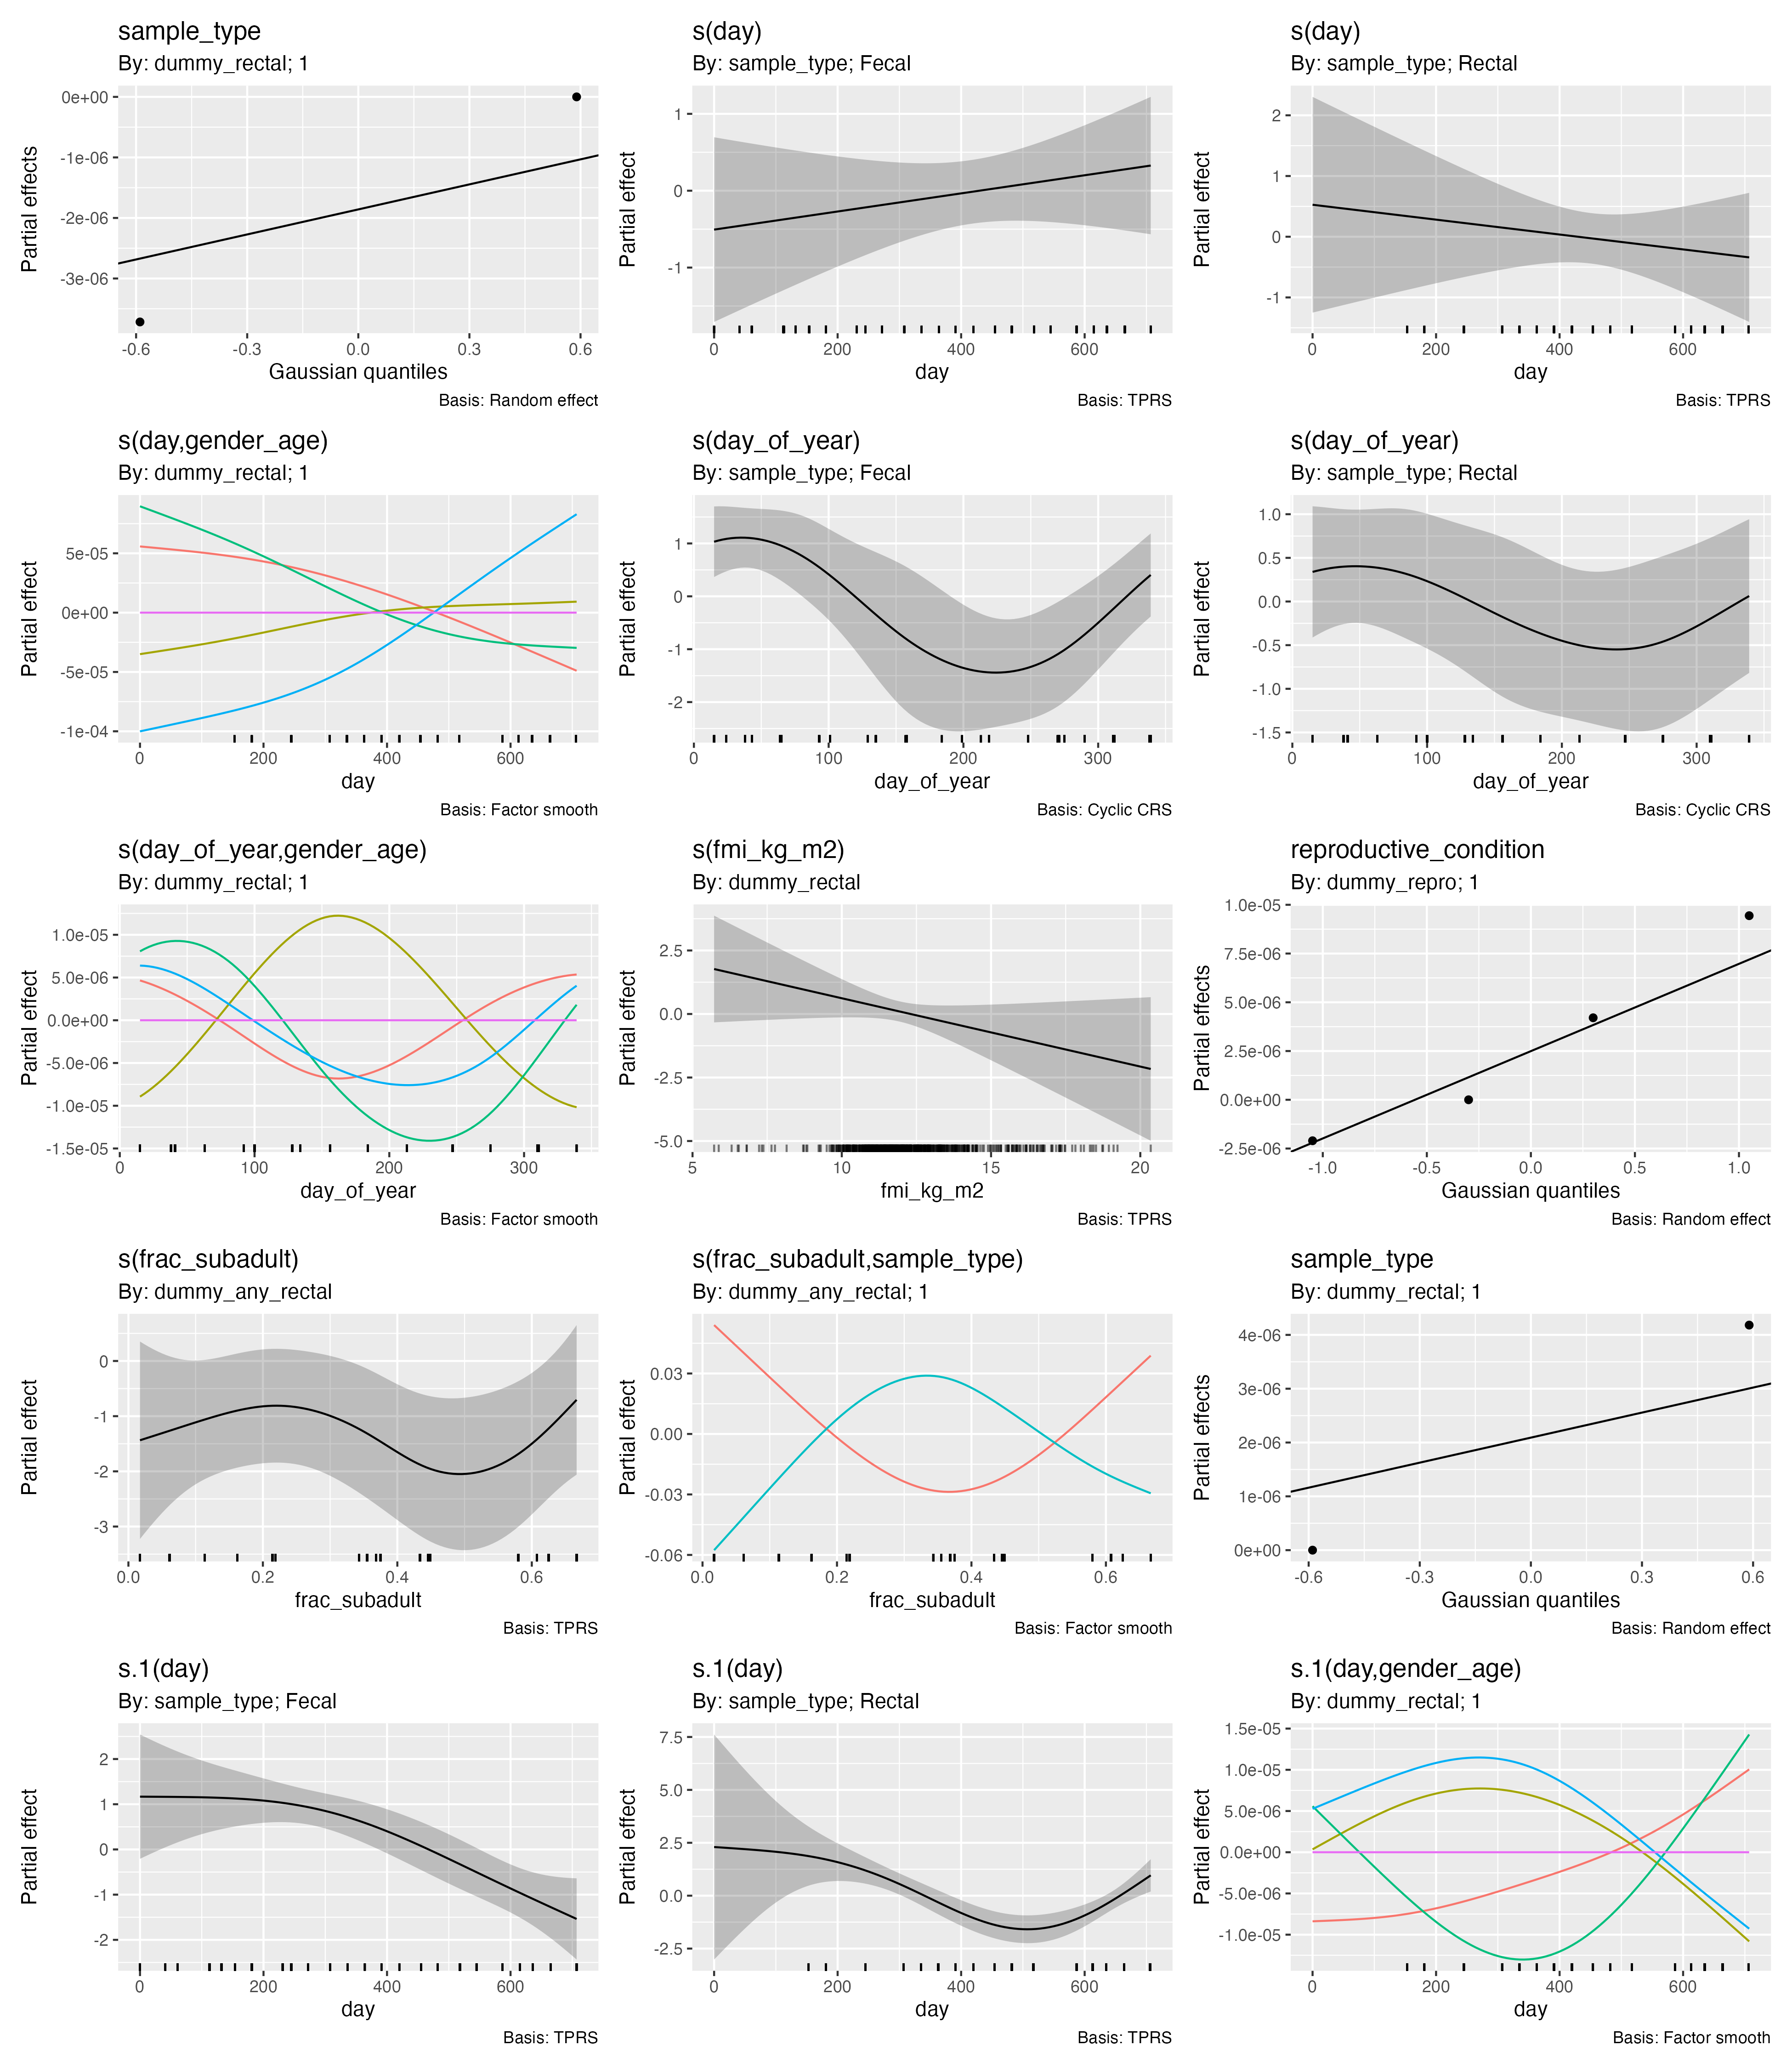 sample_type
By: dummy_rectal; 1
Partial effects
0e+00
-1e-06
-2e-06
-3e-06
-0.6 -0.3 0.0 0.3 0.6
Gaussian quantiles
Basis: Random effect
s(day)
By: sample_type; Fecal
Partial effect
1
0
-1
0 200 400 600
day
Basis: TPRS
s(day)
By: sample_type; Rectal
Partial effect
2
1
0
-1
0 200 400 600
day
Basis: TPRS
s(day,gender_age)
By: dummy_rectal; 1
Partial effect
5e-05
0e+00
-5e-05
-1e-04
0 200 400 600
day
Basis: Factor smooth
s(day_of_year)
By: sample_type; Fecal
Partial effect
1
0
-1
-2
0 100 200 300
day_of_year
Basis: Cyclic CRS
s(day_of_year)
By: sample_type; Rectal
Partial effect
1.0
0.5
0.0
-0.5
-1.0
-1.5
0 100 200 300
day_of_year
Basis: Cyclic CRS
s(day_of_year,gender_age)
By: dummy_rectal; 1
Partial effect
1.0e-05
5.0e-06
0.0e+00
-5.0e-06
-1.0e-05
-1.5e-05
0 100 200 300
day_of_year
Basis: Factor smooth
s(fmi_kg_m2)
By: dummy_rectal
Partial effect
2.5
0.0
-2.5
-5.0
5 10 15 20
fmi_kg_m2
Basis: TPRS
reproductive_condition
By: dummy_repro; 1
Partial effects
1.0e-05
7.5e-06
5.0e-06
2.5e-06
0.0e+00
-2.5e-06
-1.0 -0.5 0.0 0.5 1.0
Gaussian quantiles
Basis: Random effect
s(frac_subadult)
By: dummy_any_rectal
Partial effect
0
-1
-2
-3
0.0 0.2 0.4 0.6
frac_subadult
Basis: TPRS
s(frac_subadult,sample_type)
By: dummy_any_rectal; 1
Partial effect
0.03
0.00
-0.03
-0.06
0.0 0.2 0.4 0.6
frac_subadult
Basis: Factor smooth
sample_type
By: dummy_rectal; 1
Partial effects
4e-06
3e-06
2e-06
1e-06
0e+00
-0.6 -0.3 0.0 0.3 0.6
Gaussian quantiles
Basis: Random effect
s.1(day)
By: sample_type; Fecal
Partial effect
2
1
0
-1
-2
0 200 400 600
day
Basis: TPRS
s.1(day)
By: sample_type; Rectal
Partial effect
7.5
5.0
2.5
0.0
-2.5
0 200 400 600
day
Basis: TPRS
s.1(day,gender_age)
By: dummy_rectal; 1
Partial effect
1.5e-05
1.0e-05
5.0e-06
0.0e+00
-5.0e-06
-1.0e-05
0 200 400 600
day
Basis: Factor smooth